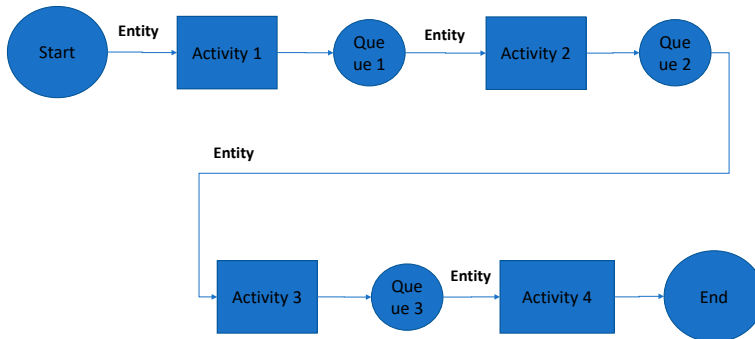 Start
Entity
Activity 1
Que
ue 1
Entity
Activity 2
Que
ue 2
Entity
Activity 3
Que
ue 3
Entity
Activity 4
End